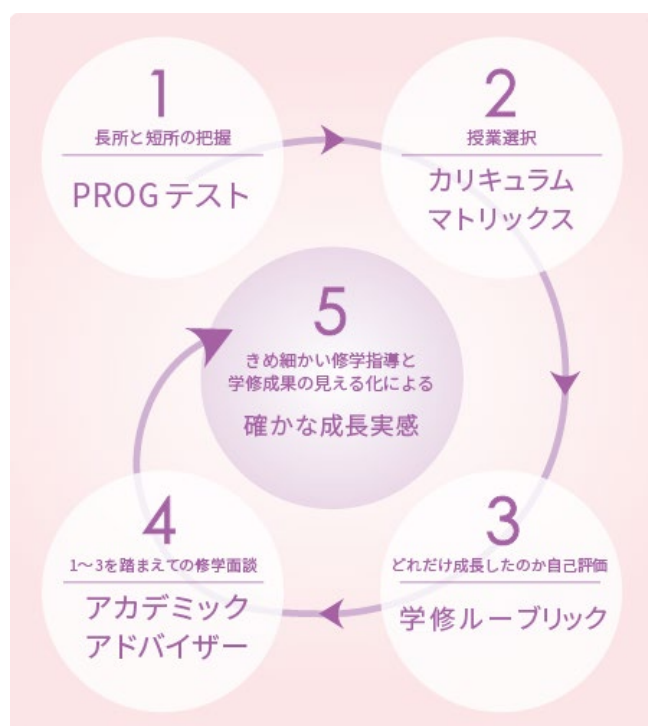 1
長所と短所の把握
PROGテスト
2
授業選択
カリキュラム
マトリックス
3
どれだけ成長したのか自己評価
学修ルーブリック
4
1〜3を踏まえての修学面談
アカデミック
アドバイザー
5
きめ細かい修学指導と
学修成果の見える化による
確かな成長実感